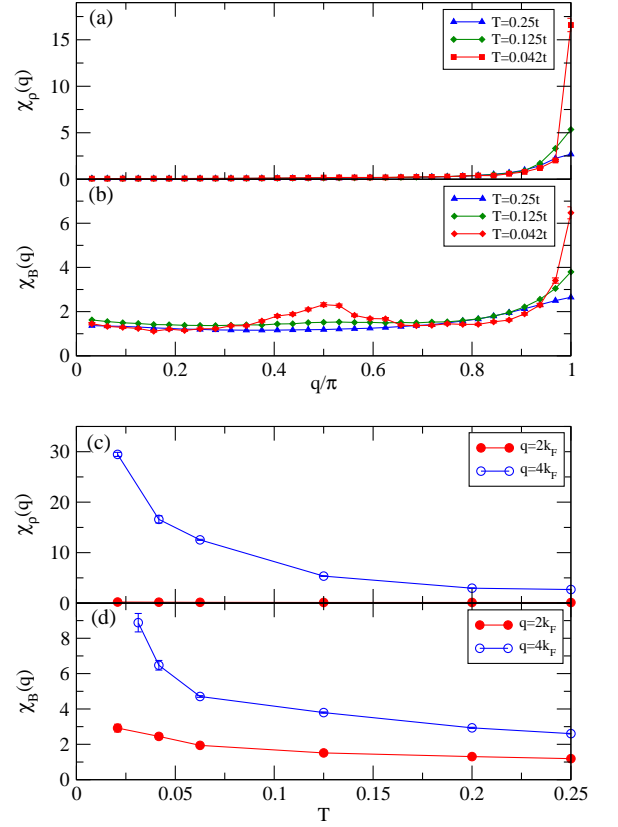 (a)
χρ(q)
15
10
5
0
T=0.25t
T=0.125t
T=0.042t
(b)
χB(q)
6
4
2
0
T=0.25t
T=0.125t
T=0.042t
0 0.2 0.4 0.6 0.8 1
q/π
(c)
χρ(q)
30
20
10
0
q=2kF
q=4kF
(d)
χB(q)
8
6
4
2
0
q=2kF
q=4kF
0 0.05 0.1 0.15 0.2 0.25
T